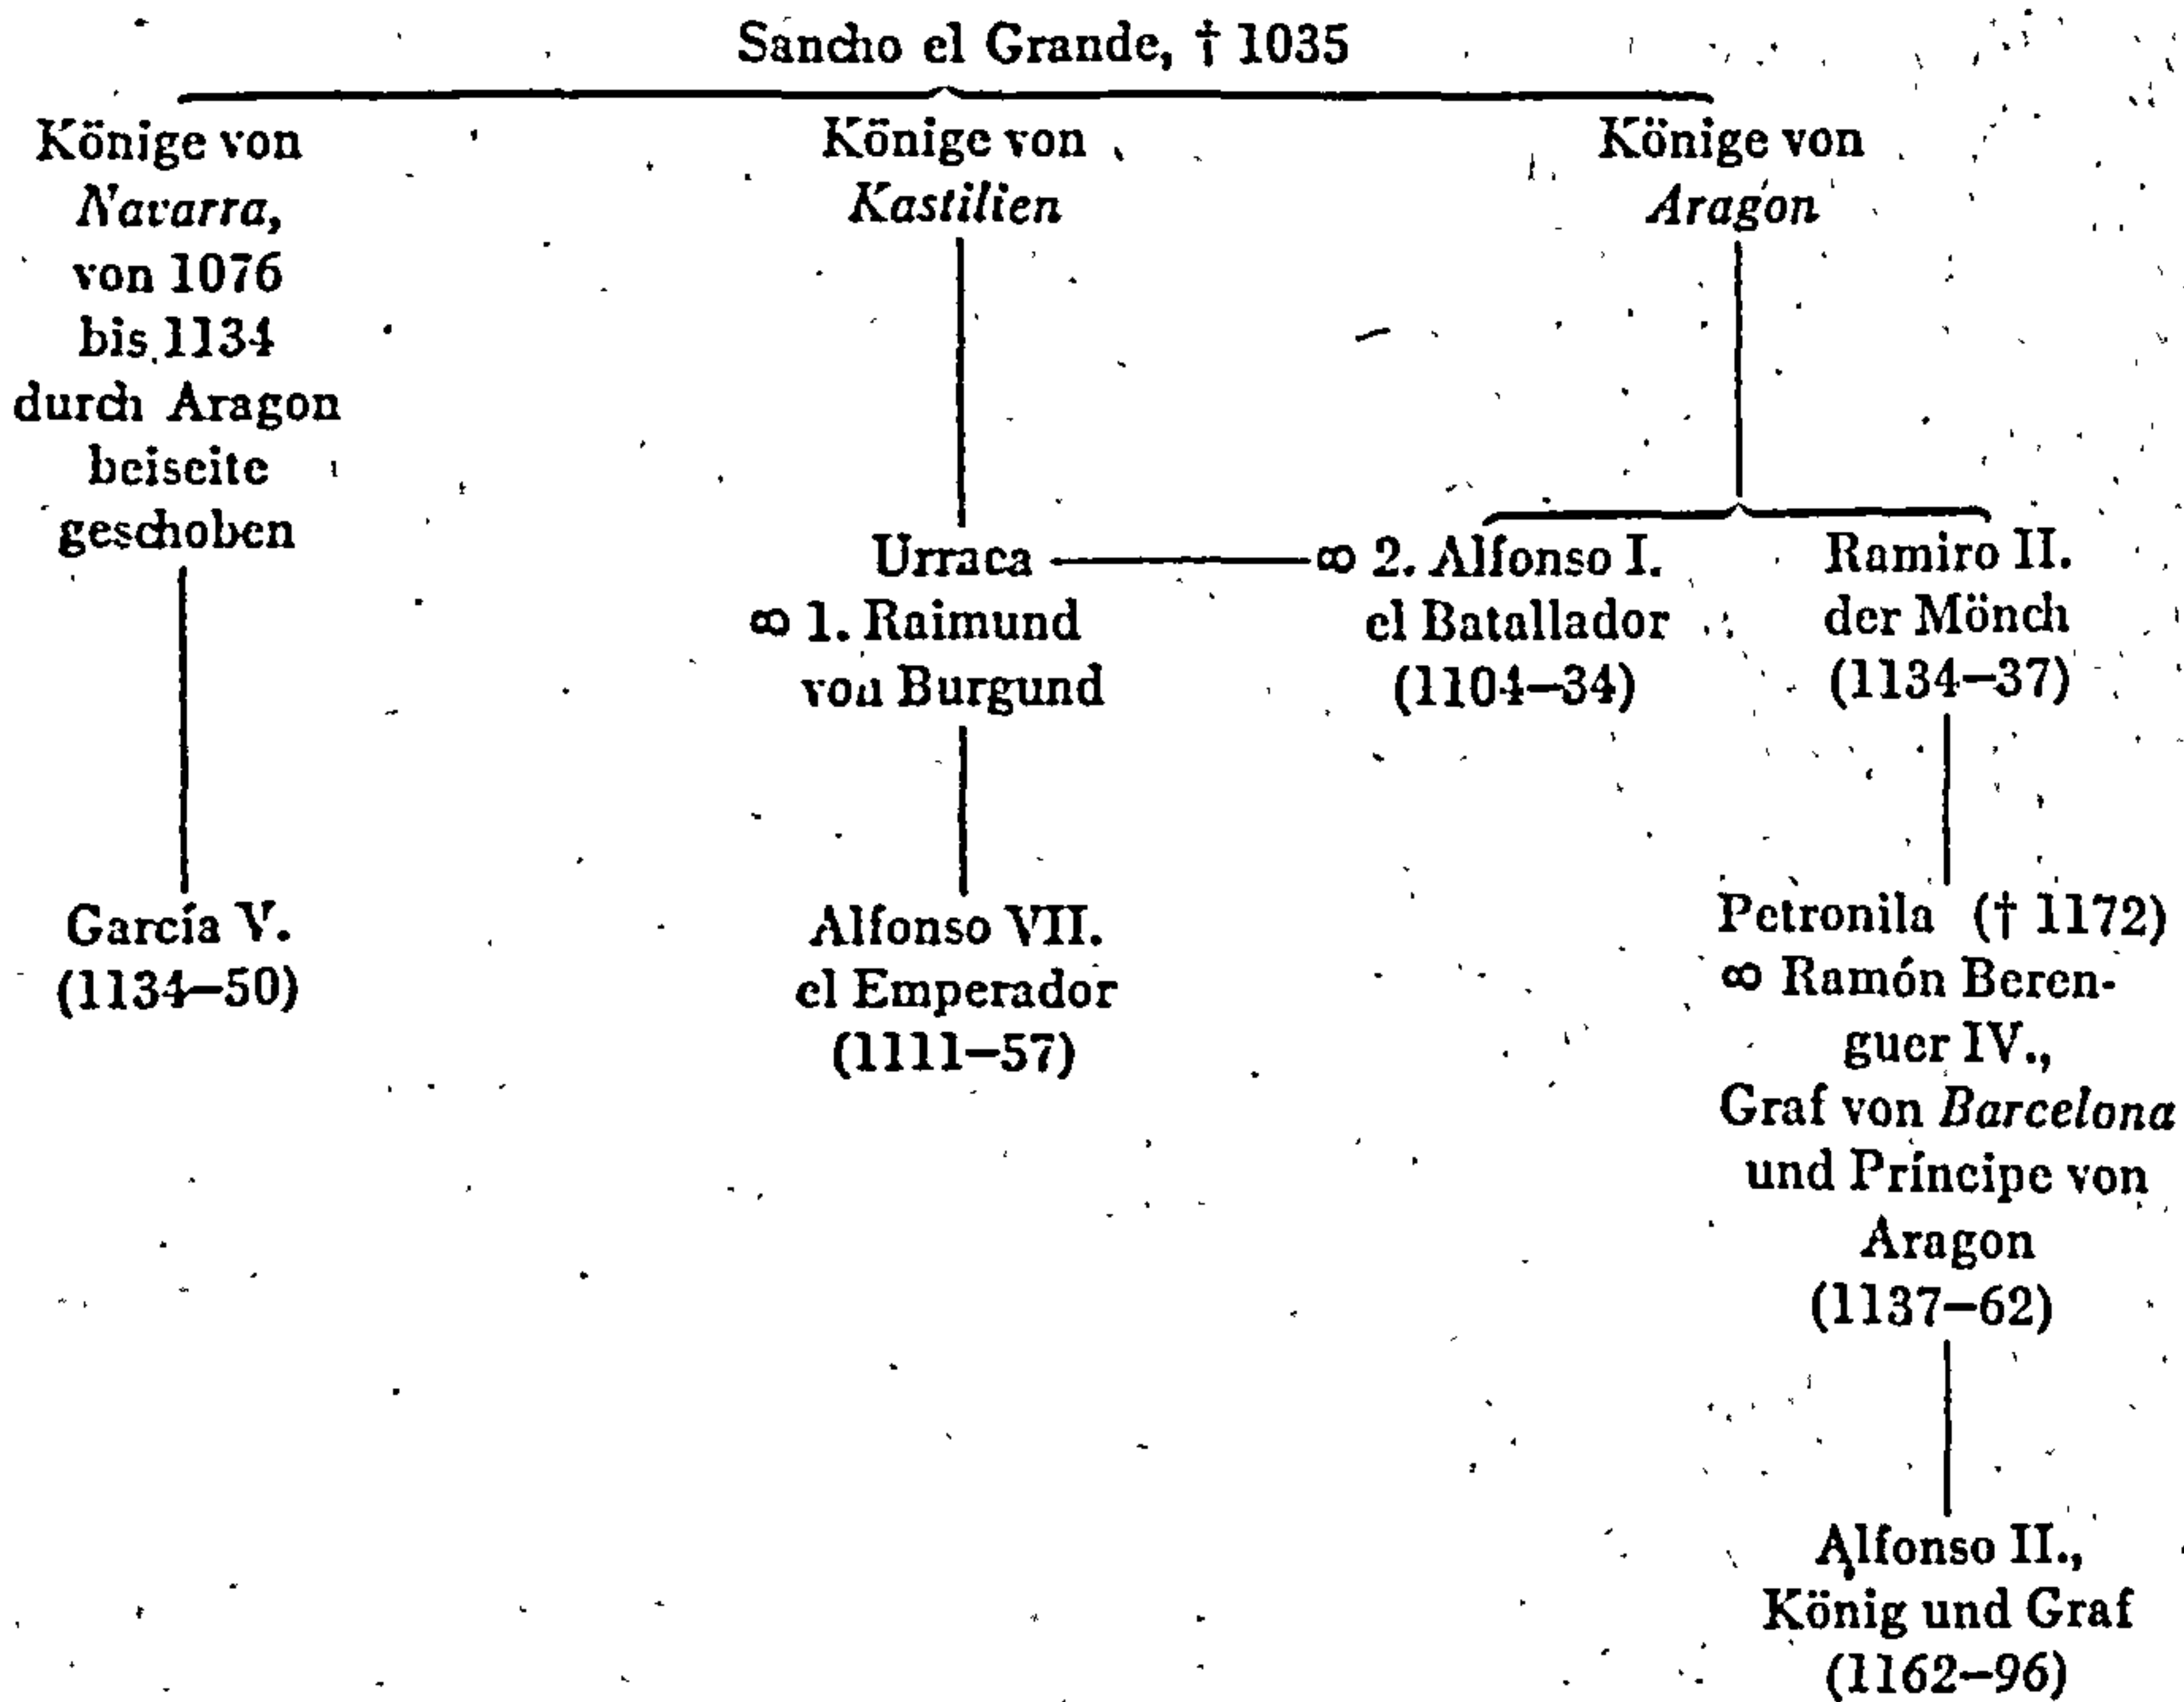 Sancho el Grande, † 1035
Könige von
Navarra,
von 1076
bis 1134
durch Aragon
beiseite
geschoben
García V.
(1134–50)
Könige von
Kastilien
Urraca
∞ 1. Raimund
von Burgund
Alfonso VII.
el Emperador
(1111–57)
Könige von
Aragón
∞ 2. Alfonso I.
el Batallador
(1104–34)
Ramiro II.
der Mönch
(1134–37)
Petronila († 1172)
∞ Ramón Beren-
guer IV.,
Graf von Barcelona
und Príncipe von
Aragon
(1137–62)
Alfonso II.,
König und Graf
(1162–96)